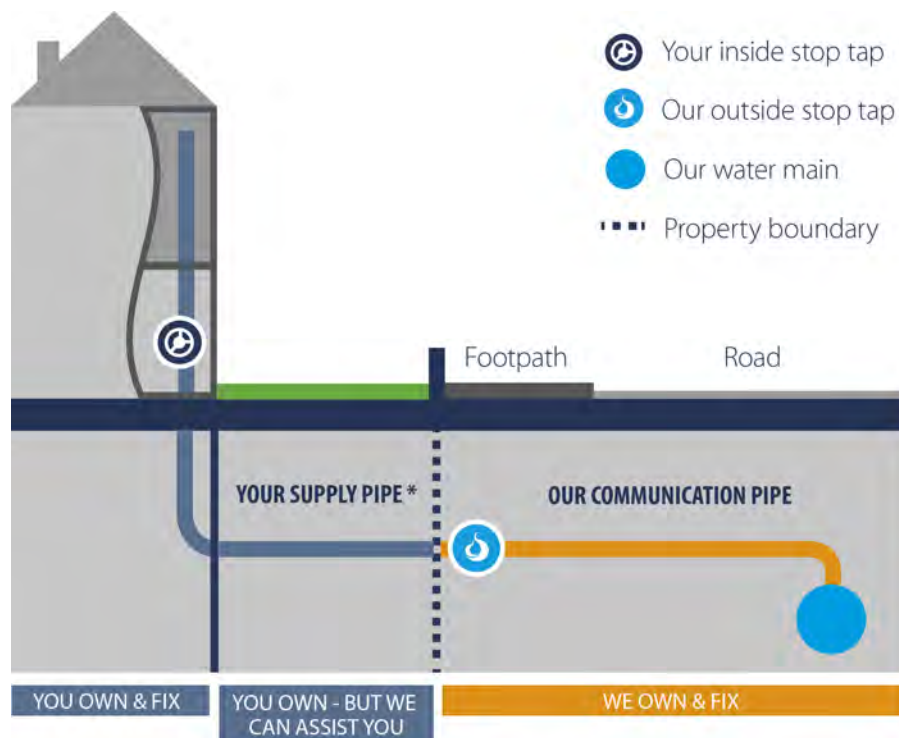 Your inside stop tap
Our outside stop tap
Our water main
Property boundary
Footpath
Road
YOUR SUPPLY PIPE *
OUR COMMUNICATION PIPE
YOU OWN & FIX
YOU OWN - BUT WE
CAN ASSIST YOU
WE OWN & FIX